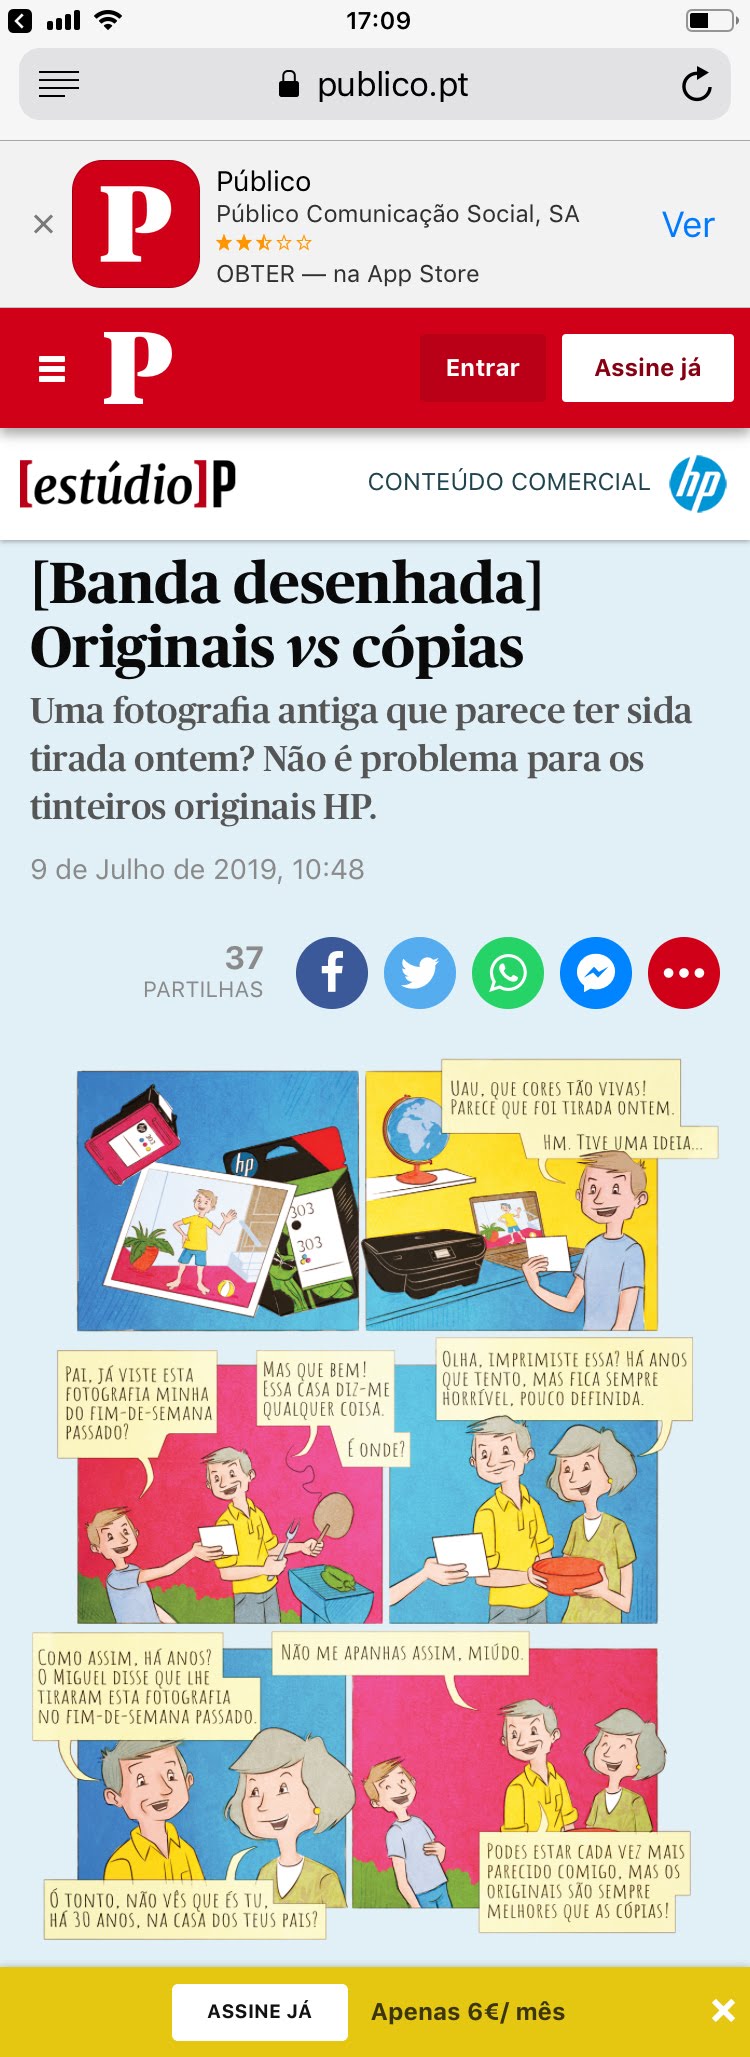 17:09
publico.pt
P
Público
Público Comunicação Social, SA
OBTER — na App Store
Ver
P
Entrar
Assine já
[estúdio]P
CONTEÚDO COMERCIAL
hp
[Banda desenhada]
Originais vs cópias
Uma fotografia antiga que parece ter sida
tirada ontem? Não é problema para os
tinteiros originais HP.
9 de Julho de 2019, 10:48
37
PARTILHAS
303
hp
303
303
UAU, QUE CORES TÃO VIVAS!
PARECE QUE FOI TIRADA ONTEM.
HM. TIVE UMA IDEIA...
PAI, JÁ VISTE ESTA
FOTOGRAFIA MINHA
DO FIM-DE-SEMANA
PASSADO?
MAS QUE BEM!
ESSA CASA DIZ-ME
QUALQUER COISA.
É ONDE?
OLHA, IMPRIMISTE ESSA? HÁ ANOS
QUE TENTO, MAS FICA SEMPRE
HORRÍVEL, POUCO DEFINIDA.
COMO ASSIM, HÁ ANOS?
O MIGUEL DISSE QUE LHE
TIRARAM ESTA FOTOGRAFIA
NO FIM-DE-SEMANA PASSADO.
Ó TONTO, NÃO VÊS QUE ÉS TU,
HÁ 30 ANOS, NA CASA DOS TEUS PAIS?
NÃO ME APANHAS ASSIM, MIÚDO.
PODES ESTAR CADA VEZ MAIS
PARECIDO COMIGO, MAS OS
ORIGINAIS SÃO SEMPRE
MELHORES QUE AS CÓPIAS!
ASSINE JÁ
Apenas 6€/ mês